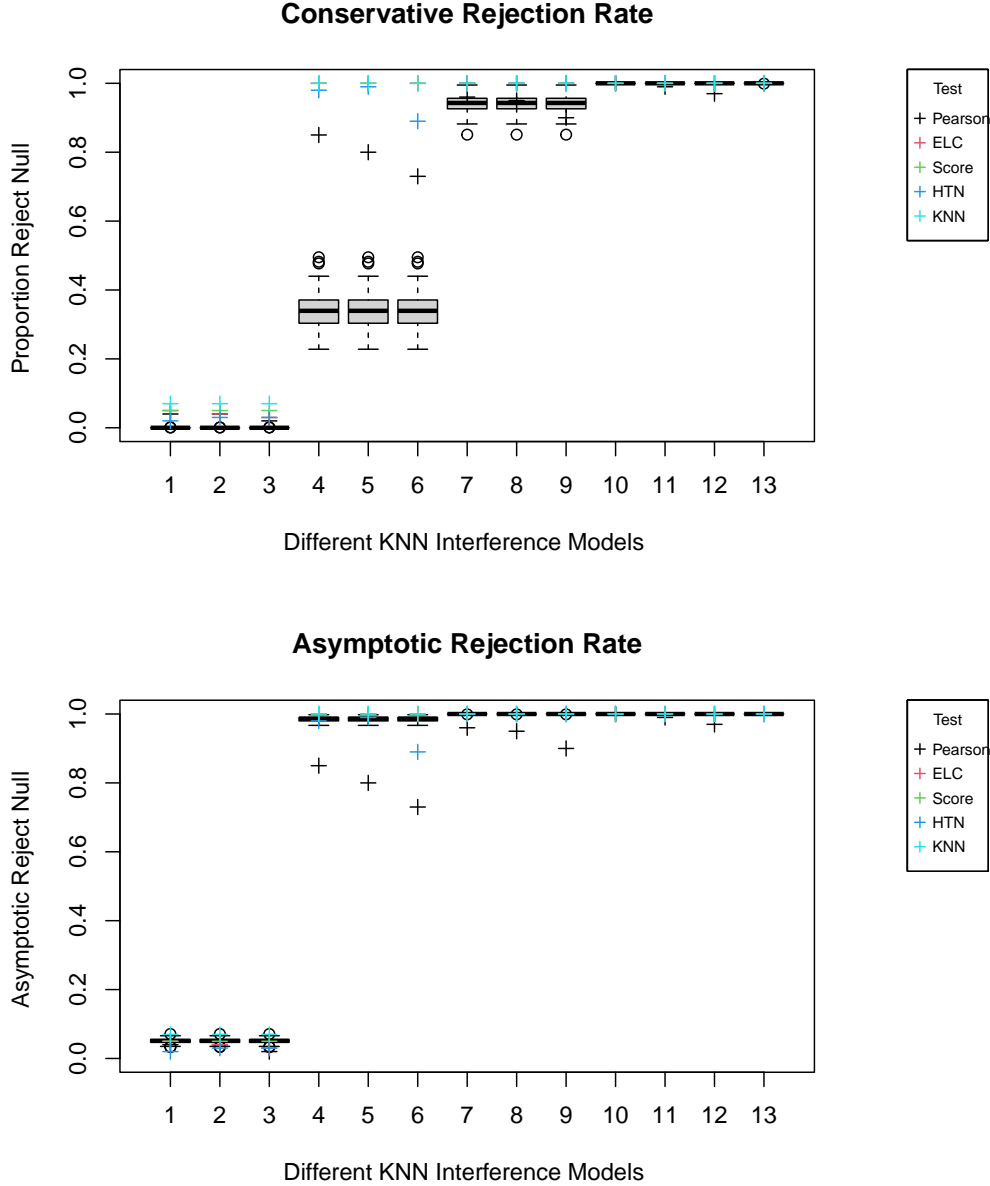 Conservative Rejection Rate
Proportion Reject Null
1.0
0.8
0.6
0.4
0.2
0.0
1 2 3 4 5 6 7 8 9 10 11 12 13
Different KNN Interference Models
Test
Pearson
ELC
Score
HTN
KNN
Asymptotic Rejection Rate
Asymptotic Reject Null
1.0
0.8
0.6
0.4
0.2
0.0
1 2 3 4 5 6 7 8 9 10 11 12 13
Different KNN Interference Models
Test
Pearson
ELC
Score
HTN
KNN